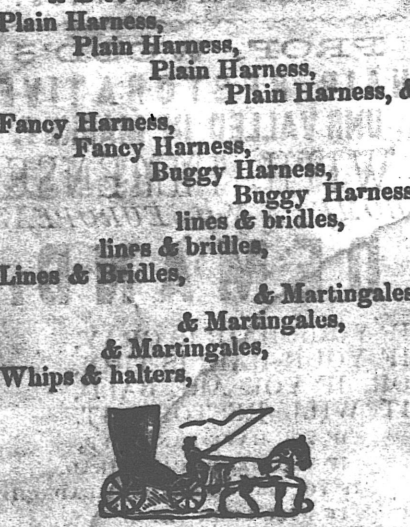 Plain Harness,
Plain Harness,
Plain Harness,
Plain Harness, &
Fancy Harness,
Fancy Harness,
Buggy Harness,
Buggy Harness
lines & bridles,
lines & bridles,
Lines & Bridles,
& Martingales
& Martingales,
& Martingales,
Whips & halters,